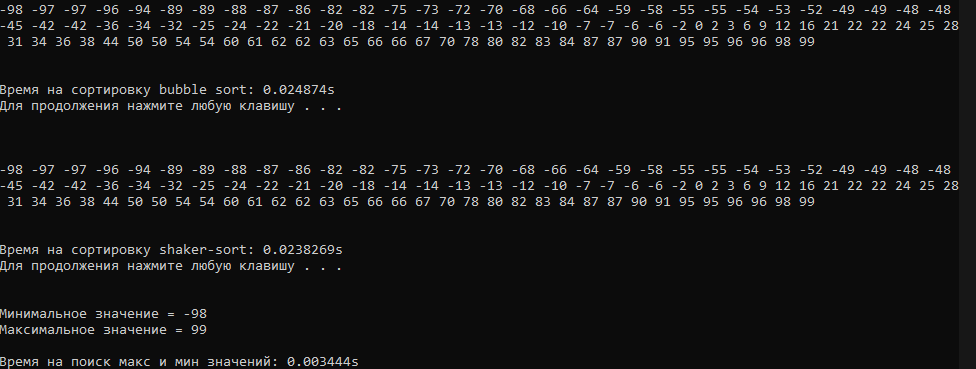 -98 -97 -97 -96 -94 -89 -89 -88 -87 -86 -82 -82 -75 -73 -72 -70 -68 -66 -64 -59 -58 -55 -55 -54 -53 -52 -49 -49 -48 -48
-45 -42 -42 -36 -34 -32 -25 -24 -22 -21 -20 -18 -14 -14 -13 -13 -12 -10 -7 -7 -6 -6 -2 0 2 3 6 9 12 16 21 22 22 24 25 28
31 34 36 38 44 50 50 54 54 60 61 62 62 63 65 66 66 67 70 78 80 82 83 84 87 87 90 91 95 95 96 96 98 99
Время на сортировку bubble sort: 0.024874s
Для продолжения нажмите любую клавишу . . .
-98 -97 -97 -96 -94 -89 -89 -88 -87 -86 -82 -82 -75 -73 -72 -70 -68 -66 -64 -59 -58 -55 -55 -54 -53 -52 -49 -49 -48 -48
-45 -42 -42 -36 -34 -32 -25 -24 -22 -21 -20 -18 -14 -14 -13 -13 -12 -10 -7 -7 -6 -6 -2 0 2 3 6 9 12 16 21 22 22 24 25 28
31 34 36 38 44 50 50 54 54 60 61 62 62 63 65 66 66 67 70 78 80 82 83 84 87 87 90 91 95 95 96 96 98 99
Время на сортировку shaker-sort: 0.0238269s
Для продолжения нажмите любую клавишу . . .
Минимальное значение = -98
Максимальное значение = 99
Время на поиск макс и мин значений: 0.003444s